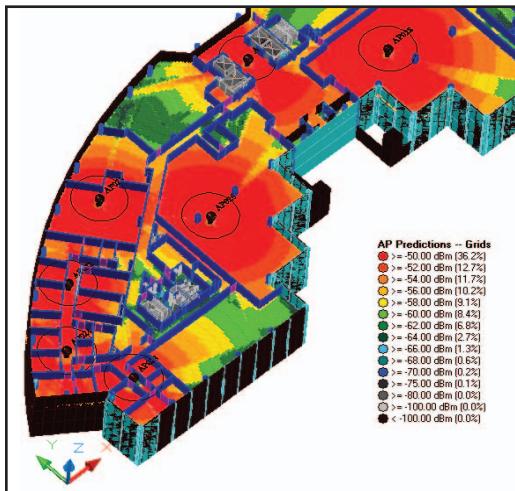 AP022
AP Predictions -- Grids
>= -50.00 dBm (36.2%)
>= -52.00 dBm (12.7%)
>= -54.00 dBm (11.7%)
>= -56.00 dBm (10.2%)
>= -58.00 dBm (9.1%)
>= -60.00 dBm (8.4%)
>= -62.00 dBm (6.8%)
>= -64.00 dBm (2.7%)
>= -66.00 dBm (1.3%)
>= -68.00 dBm (0.6%)
>= -70.00 dBm (0.2%)
>= -75.00 dBm (0.1%)
>= -80.00 dBm (0.0%)
>= -100.00 dBm (0.0%)
< -100.00 dBm (0.0%)
Y
Z
X